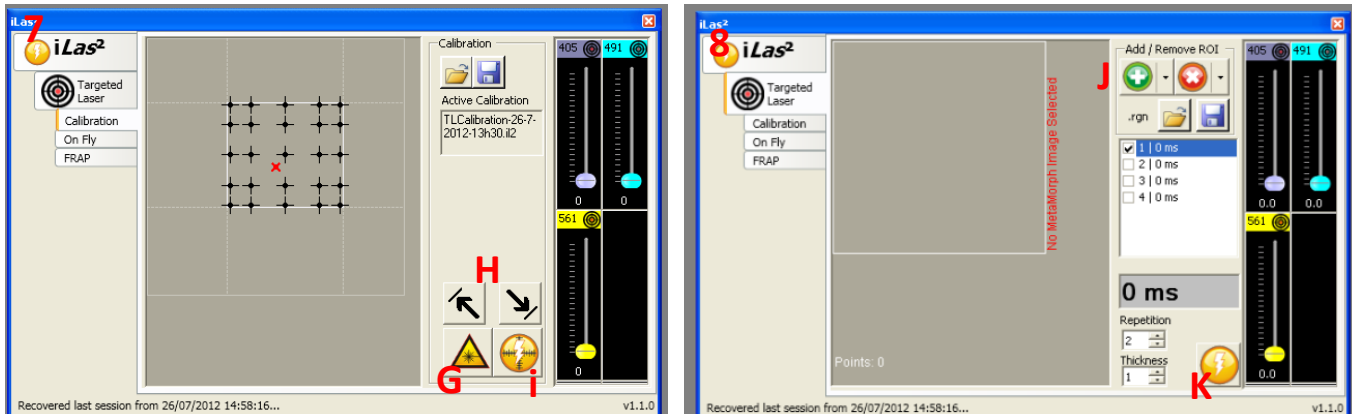 iLas²
7
iLas²
Targeted
Laser
Calibration
On Fly
FRAP
Calibration
Active Calibration
TLCalibration-26-7-
2012-13h30.il2
H
G
i
405
491
0
0
561
0
Recovered last session from 26/07/2012 14:58:16...
v1.1.0
iLas²
8
iLas²
Targeted
Laser
Calibration
On Fly
FRAP
No MetaMorph Image Selected
Points: 0
Add / Remove ROI
J
.rgn
1 | 0 ms
2 | 0 ms
3 | 0 ms
4 | 0 ms
0 ms
Repetition
2
Thickness
1
K
405
491
0.0
0.0
561
0.0
Recovered last session from 26/07/2012 14:58:16...
v1.1.0